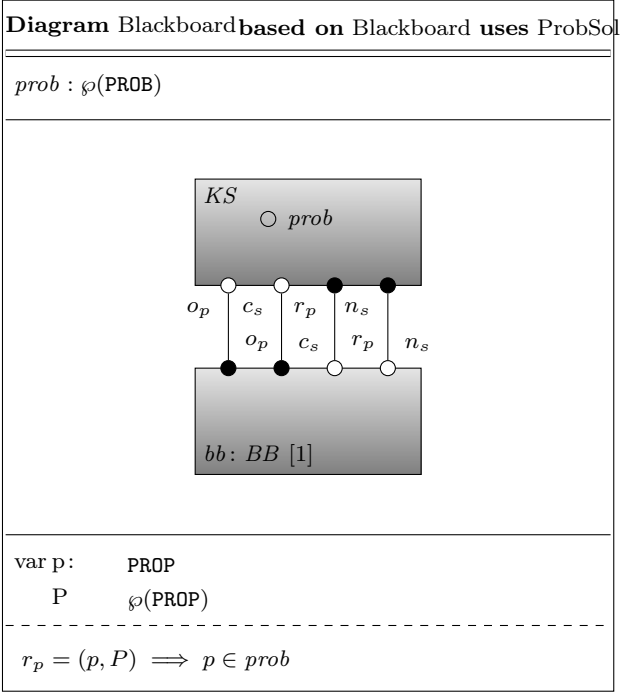 Diagram Blackboard based on Blackboard uses ProbSol
prob : ℘(PROB)
KS
prob
o_p c_s r_p n_s
o_p c_s r_p n_s
bb : BB [1]
var p : PROP
P ℘(PROP)
r_p = (p, P) ⟹ p ∈ prob